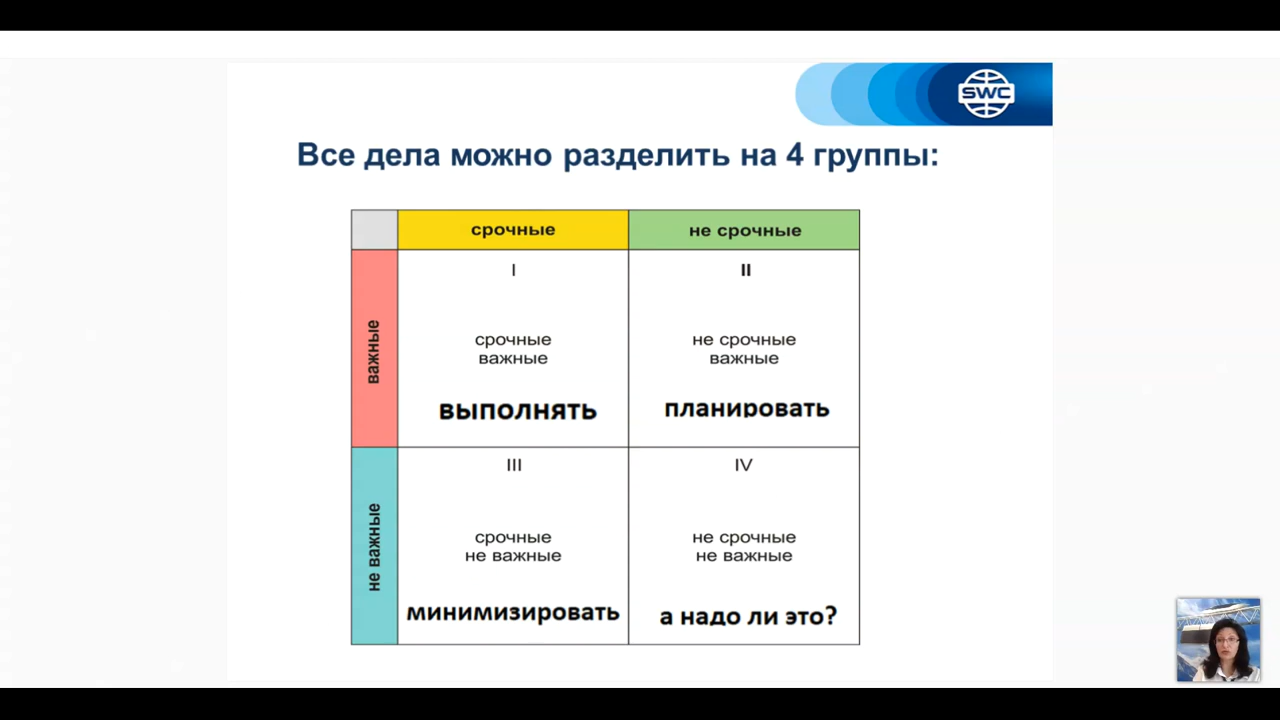 SWC
Все дела можно разделить на 4 группы:
срочные
не срочные
важные
I
срочные
важные
выполнять
II
не срочные
важные
планировать
не важные
III
срочные
не важные
минимизировать
IV
не срочные
не важные
а надо ли это?